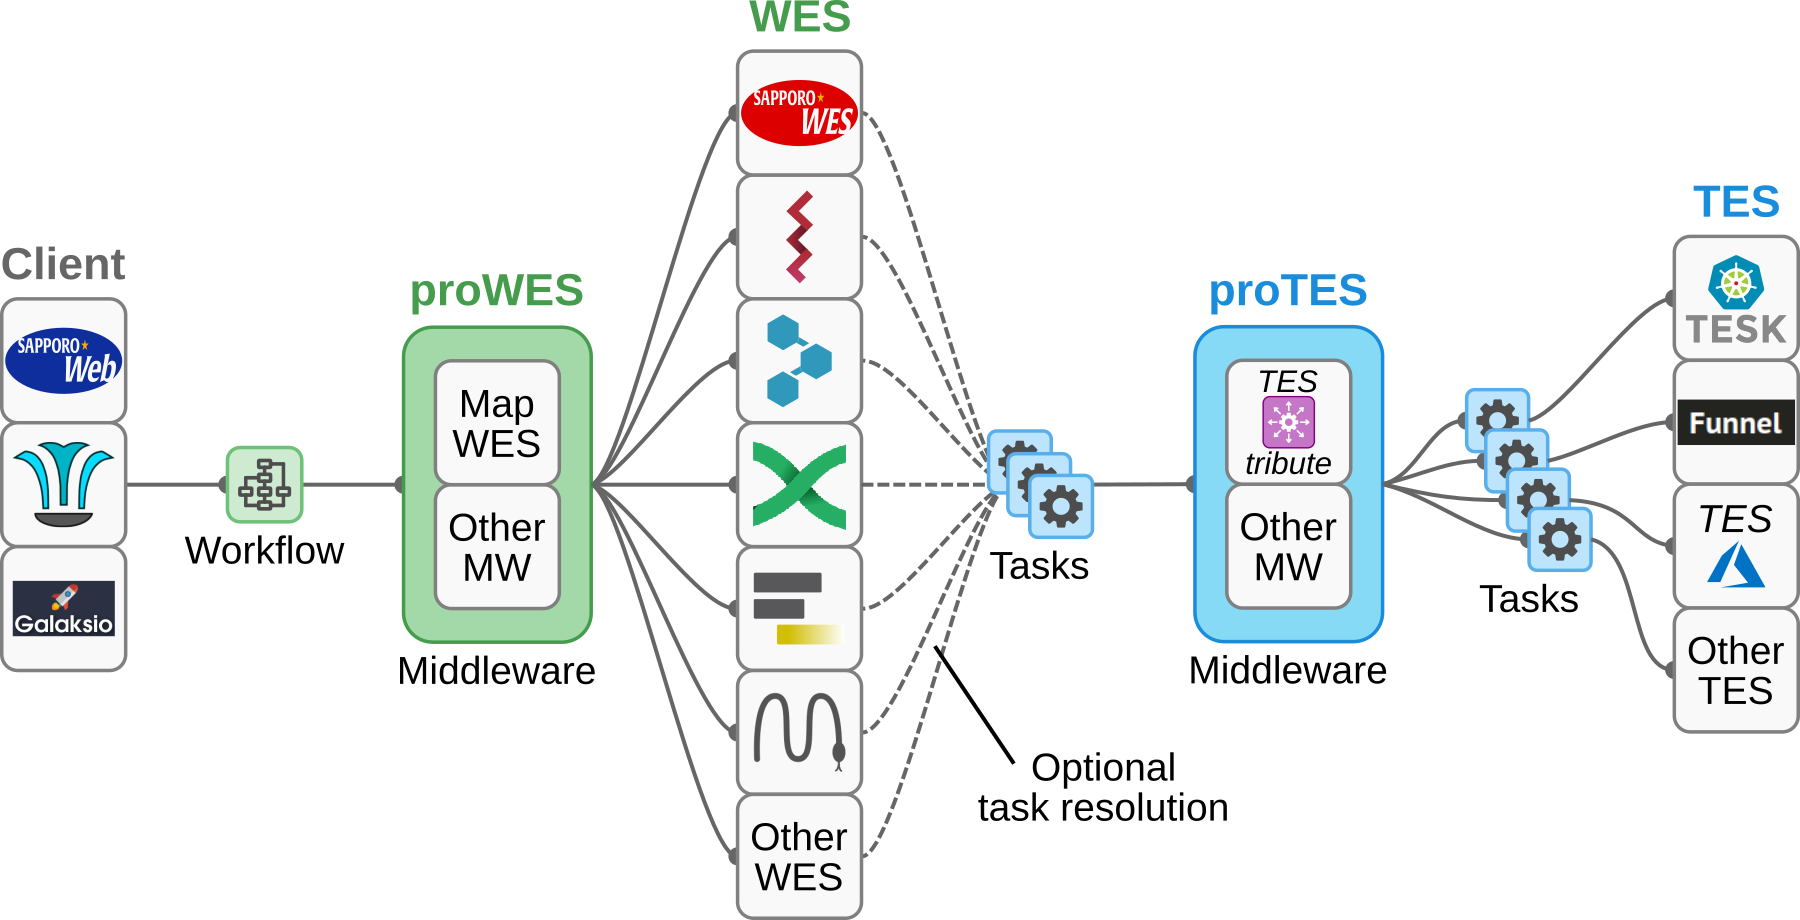 Client
SAPPORO
Web
Galaksio
Workflow
proWES
Map
WES
Other
MW
Middleware
WES
SAPPORO
WES
Other
WES
Tasks
Optional
task resolution
proTES
TES
tribute
Other
MW
Middleware
Tasks
TES
TESK
Funnel
TES
Other
TES